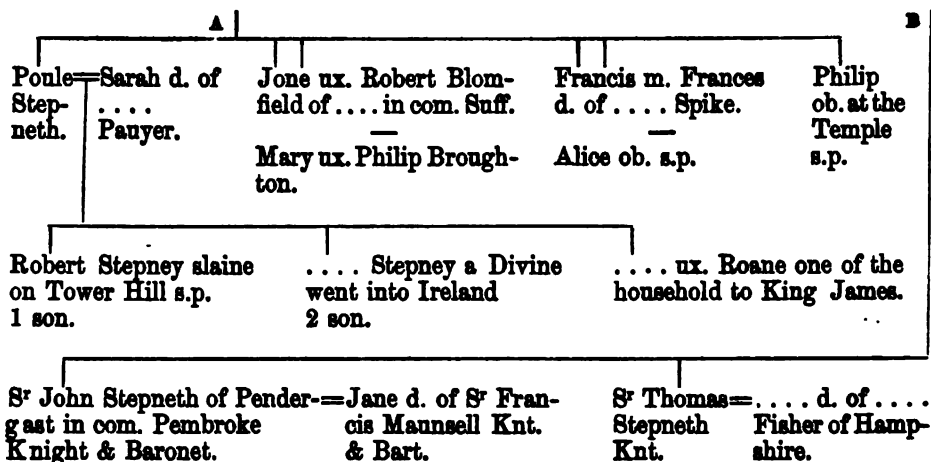 A
B
Poule=Sarah d. of
Step- ....
neth. Panyer.
Jone ux. Robert Blom-
field of .... in com. Suff.
—
Mary ux. Philip Brough-
ton.
Francis m. Frances
d. of .... Spike.
—
Alice ob. s.p.
Philip
ob. at the
Temple
s.p.
Robert Stepney slaine
on Tower Hill s.p.
1 son.
.... Stepney a Divine
went into Ireland
2 son.
.... ux. Roane one of the
household to King James.
Sʳ John Stepneth of Pender-=Jane d. of Sʳ Fran-
gast in com. Pembroke cis Maunsell Knt.
Knight & Baronet. & Bart.
Sʳ Thomas=.... d. of ....
Stepneth Fisher of Hamp-
Knt. shire.